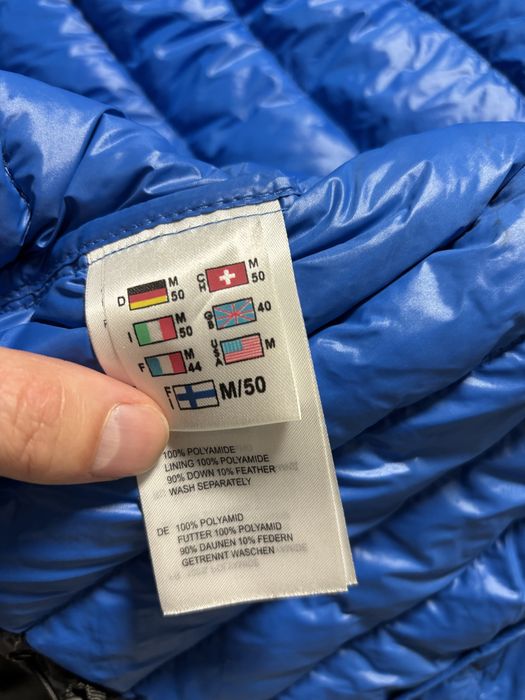 D M 50
CH M 50
I M 50
GB 40
F M 44
USA M
FI M/50
100% POLYAMIDE
LINING 100% POLYAMIDE
90% DOWN 10% FEATHER
WASH SEPARATELY
DE 100% POLYAMID
FUTTER 100% POLYAMID
90% DAUNEN 10% FEDERN
GETRENNT WASCHEN